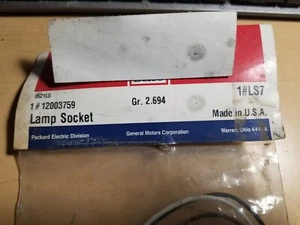 1# 12003759
Gr. 2.694
1#LS7
Lamp Socket
Made in U.S.A.
Packard Electric Division
General Motors Corporation
Warren, Ohio